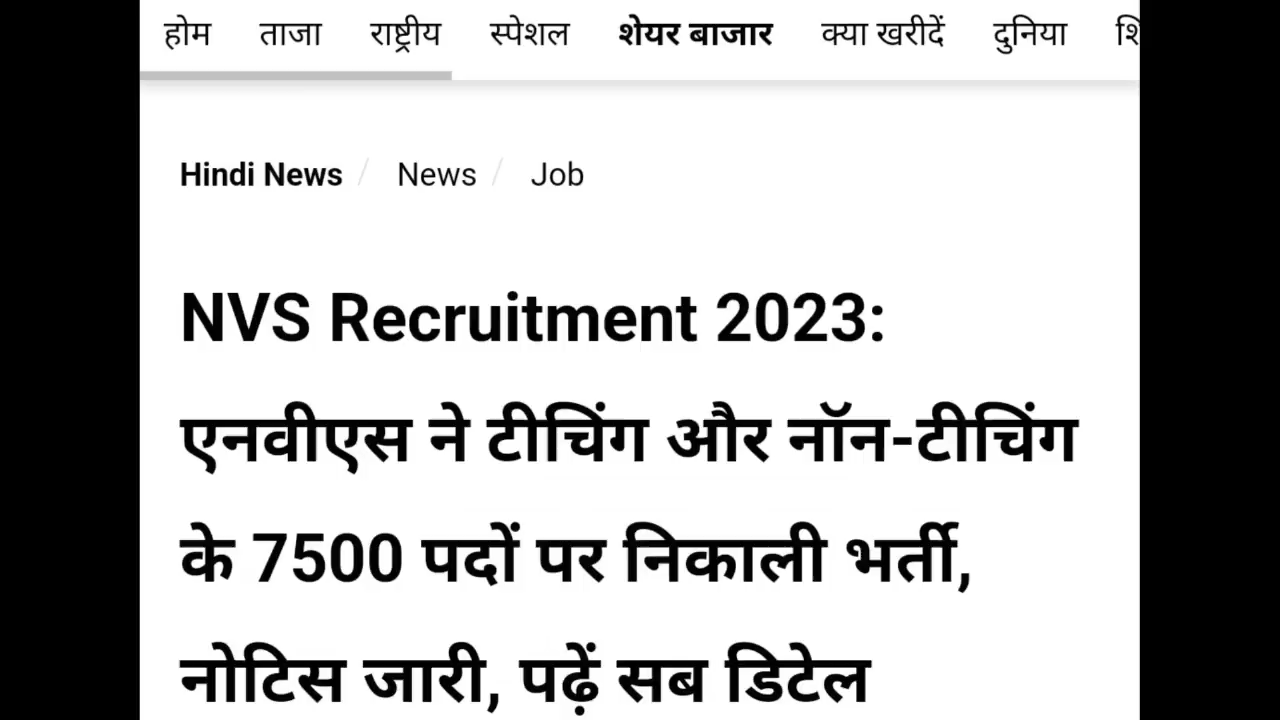 होम ताजा राष्ट्रीय स्पेशल शेयर बाजार क्या खरीदें दुनिया
Hindi News / News / Job
NVS Recruitment 2023:
एनवीएस ने टीचिंग और नॉन-टीचिंग
के 7500 पदों पर निकाली भर्ती,
नोटिस जारी, पढ़ें सब डिटेल